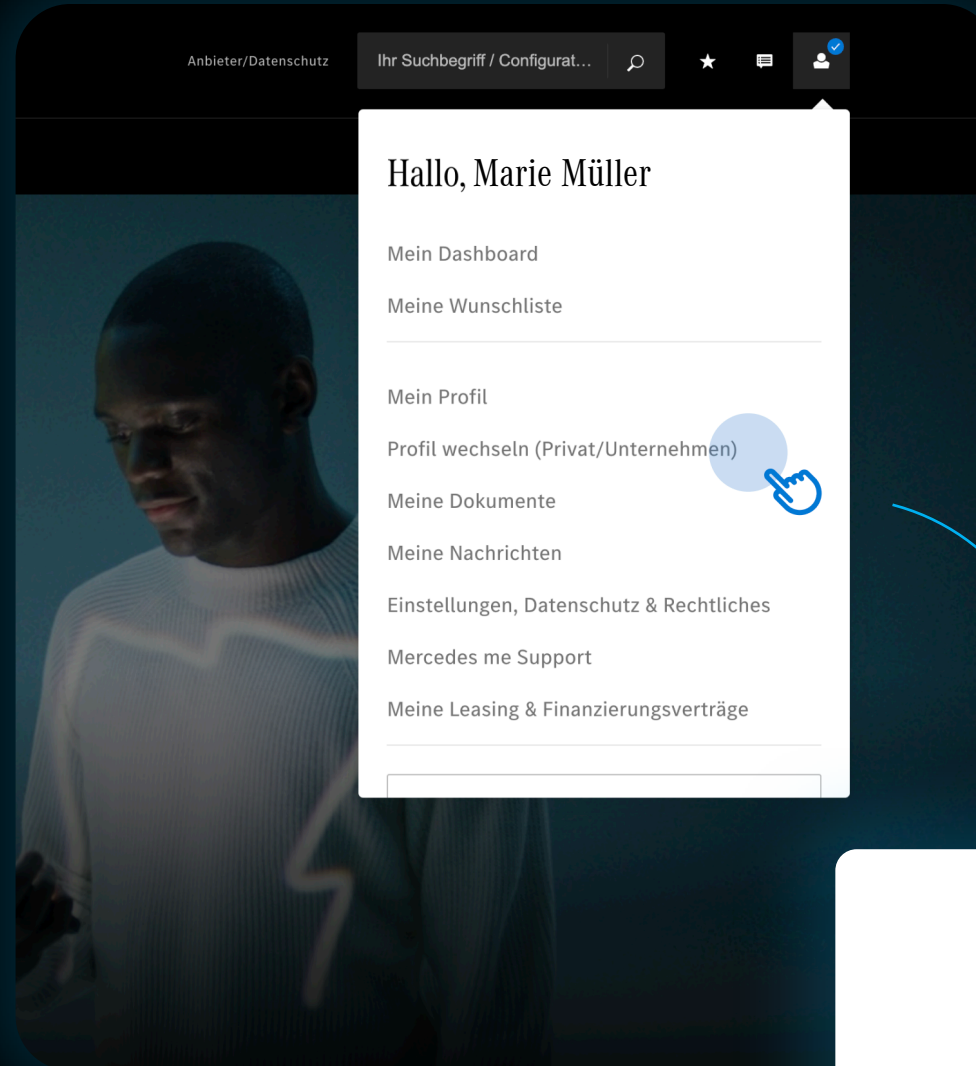 Anbieter/Datenschutz
Ihr Suchbegriff / Configurat...
Hallo, Marie Müller
Mein Dashboard
Meine Wunschliste
Mein Profil
Profil wechseln (Privat/Unternehmen)
Meine Dokumente
Meine Nachrichten
Einstellungen, Datenschutz & Rechtliches
Mercedes me Support
Meine Leasing & Finanzierungsverträge